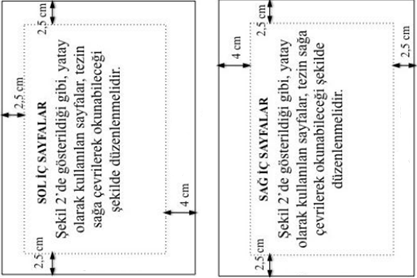 2,5 cm
2,5 cm
SOL İÇ SAYFALAR
Şekil 2'de gösterildiği gibi, yatay
olarak kullanılan sayfalar, tezin
sağa çevrilerek okunabileceği
şekilde düzenlenmelidir.
4 cm
2,5 cm
2,5 cm
4 cm
SAĞ İÇ SAYFALAR
Şekil 2'de gösterildiği gibi, yatay
olarak kullanılan sayfalar, tezin sağa
çevrilerek okunabileceği şekilde
düzenlenmelidir.
2,5 cm
2,5 cm